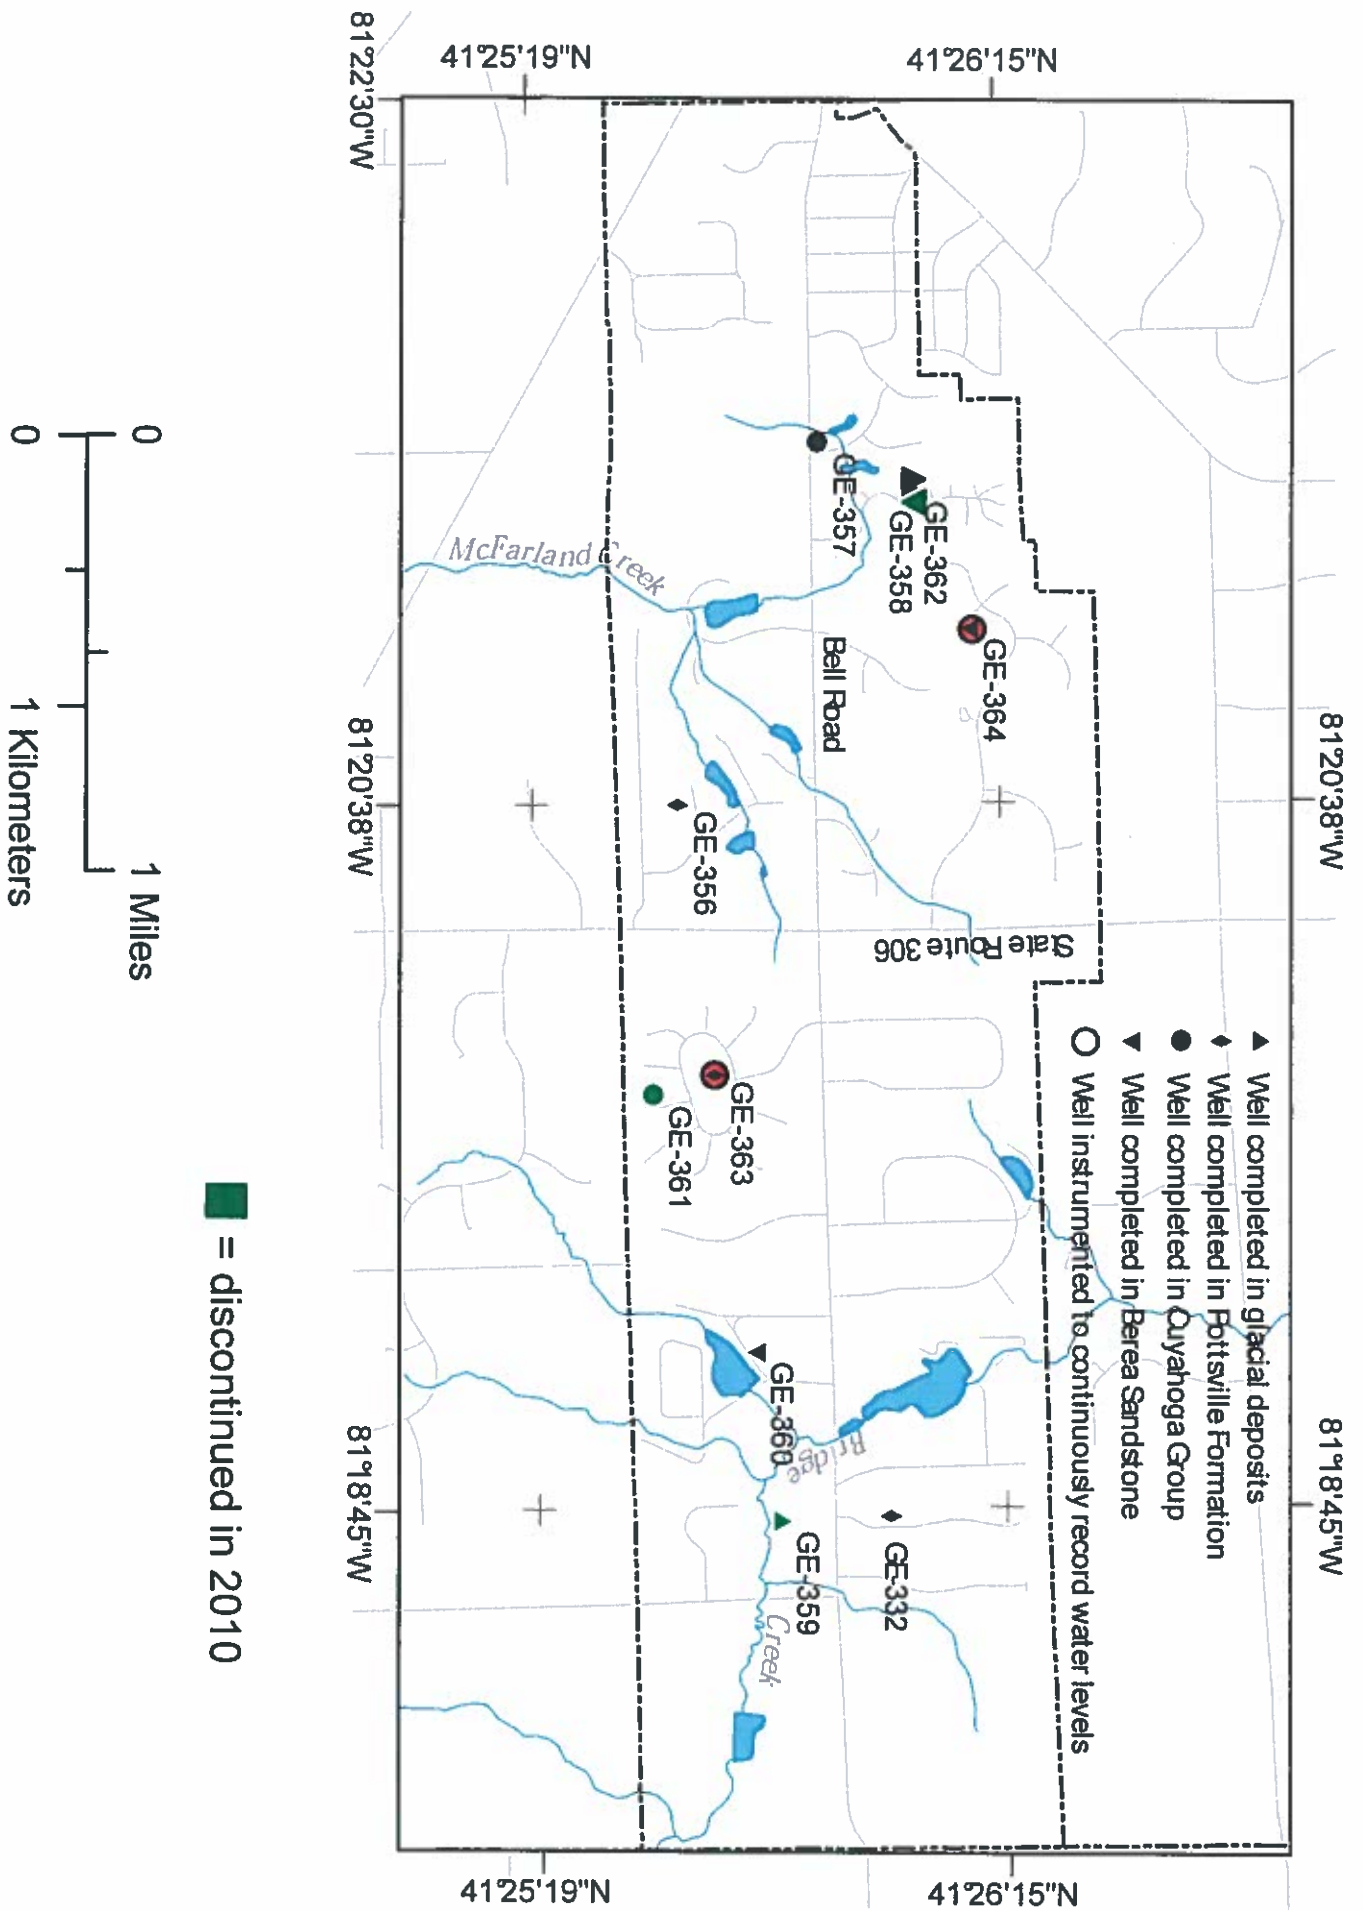 81°22'30"W
81°20'38"W
81°18'45"W
41°26'15"N
41°26'15"N
41°25'19"N
41°25'19"N
81°20'38"W
81°18'45"W
Well completed in glacial deposits
Well completed in Pottsville Formation
Well completed in Cuyahoga Group
Well completed in Berea Sandstone
Well instrumented to continuously record water levels
GE-364
GE-362
GE-358
GE-357
Bell Road
State Route 306
McFarland Creek
GE-356
GE-363
GE-361
GE-360
Bridge
Creek
GE-332
GE-359
0
1 Miles
0
1 Kilometers
= discontinued in 2010